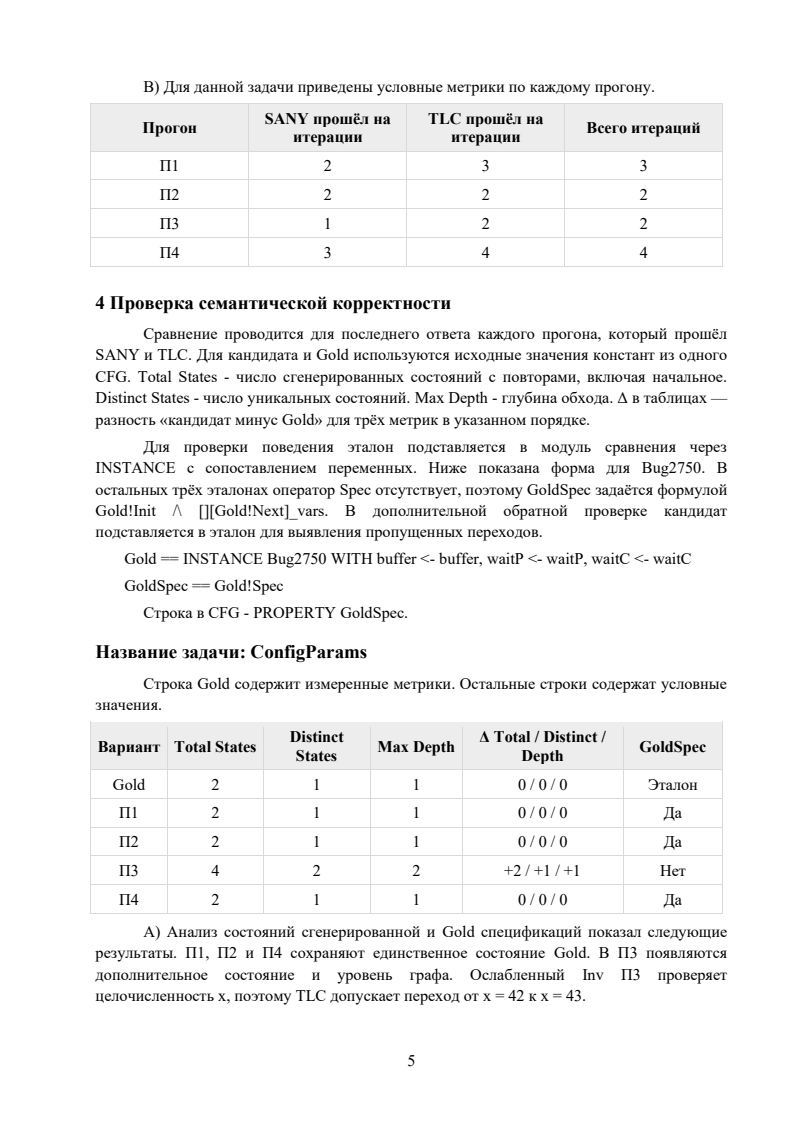 В) Для данной задачи приведены условные метрики по каждому прогону.
Прогон SANY прошёл на итерации TLC прошёл на итерации Всего итераций
П1 2 3 3
П2 2 2 2
П3 1 2 2
П4 3 4 4
4 Проверка семантической корректности
Сравнение проводится для последнего ответа каждого прогона, который прошёл
SANY и TLC. Для кандидата и Gold используются исходные значения констант из одного
CFG. Total States - число сгенерированных состояний с повторами, включая начальное.
Distinct States - число уникальных состояний. Max Depth - глубина обхода. Δ в таблицах —
разность «кандидат минус Gold» для трёх метрик в указанном порядке.
Для проверки поведения эталон подставляется в модуль сравнения через
INSTANCE с сопоставлением переменных. Ниже показана форма для Bug2750. В
остальных трёх эталонах оператор Spec отсутствует, поэтому GoldSpec задаётся формулой
Gold!Init /\ [][Gold!Next]_vars. В дополнительной обратной проверке кандидат
подставляется в эталон для выявления пропущенных переходов.
Gold == INSTANCE Bug2750 WITH buffer <- buffer, waitP <- waitP, waitC <- waitC
GoldSpec == Gold!Spec
Строка в CFG - PROPERTY GoldSpec.
Название задачи: ConfigParams
Строка Gold содержит измеренные метрики. Остальные строки содержат условные
значения.
Вариант Total States Distinct States Max Depth Δ Total / Distinct / Depth GoldSpec
Gold 2 1 1 0 / 0 / 0 Эталон
П1 2 1 1 0 / 0 / 0 Да
П2 2 1 1 0 / 0 / 0 Да
П3 4 2 2 +2 / +1 / +1 Нет
П4 2 1 1 0 / 0 / 0 Да
А) Анализ состояний сгенерированной и Gold спецификаций показал следующие
результаты. П1, П2 и П4 сохраняют единственное состояние Gold. В П3 появляются
дополнительное состояние и уровень графа. Ослабленный Inv П3 проверяет
целочисленность x, поэтому TLC допускает переход от x = 42 к x = 43.
5